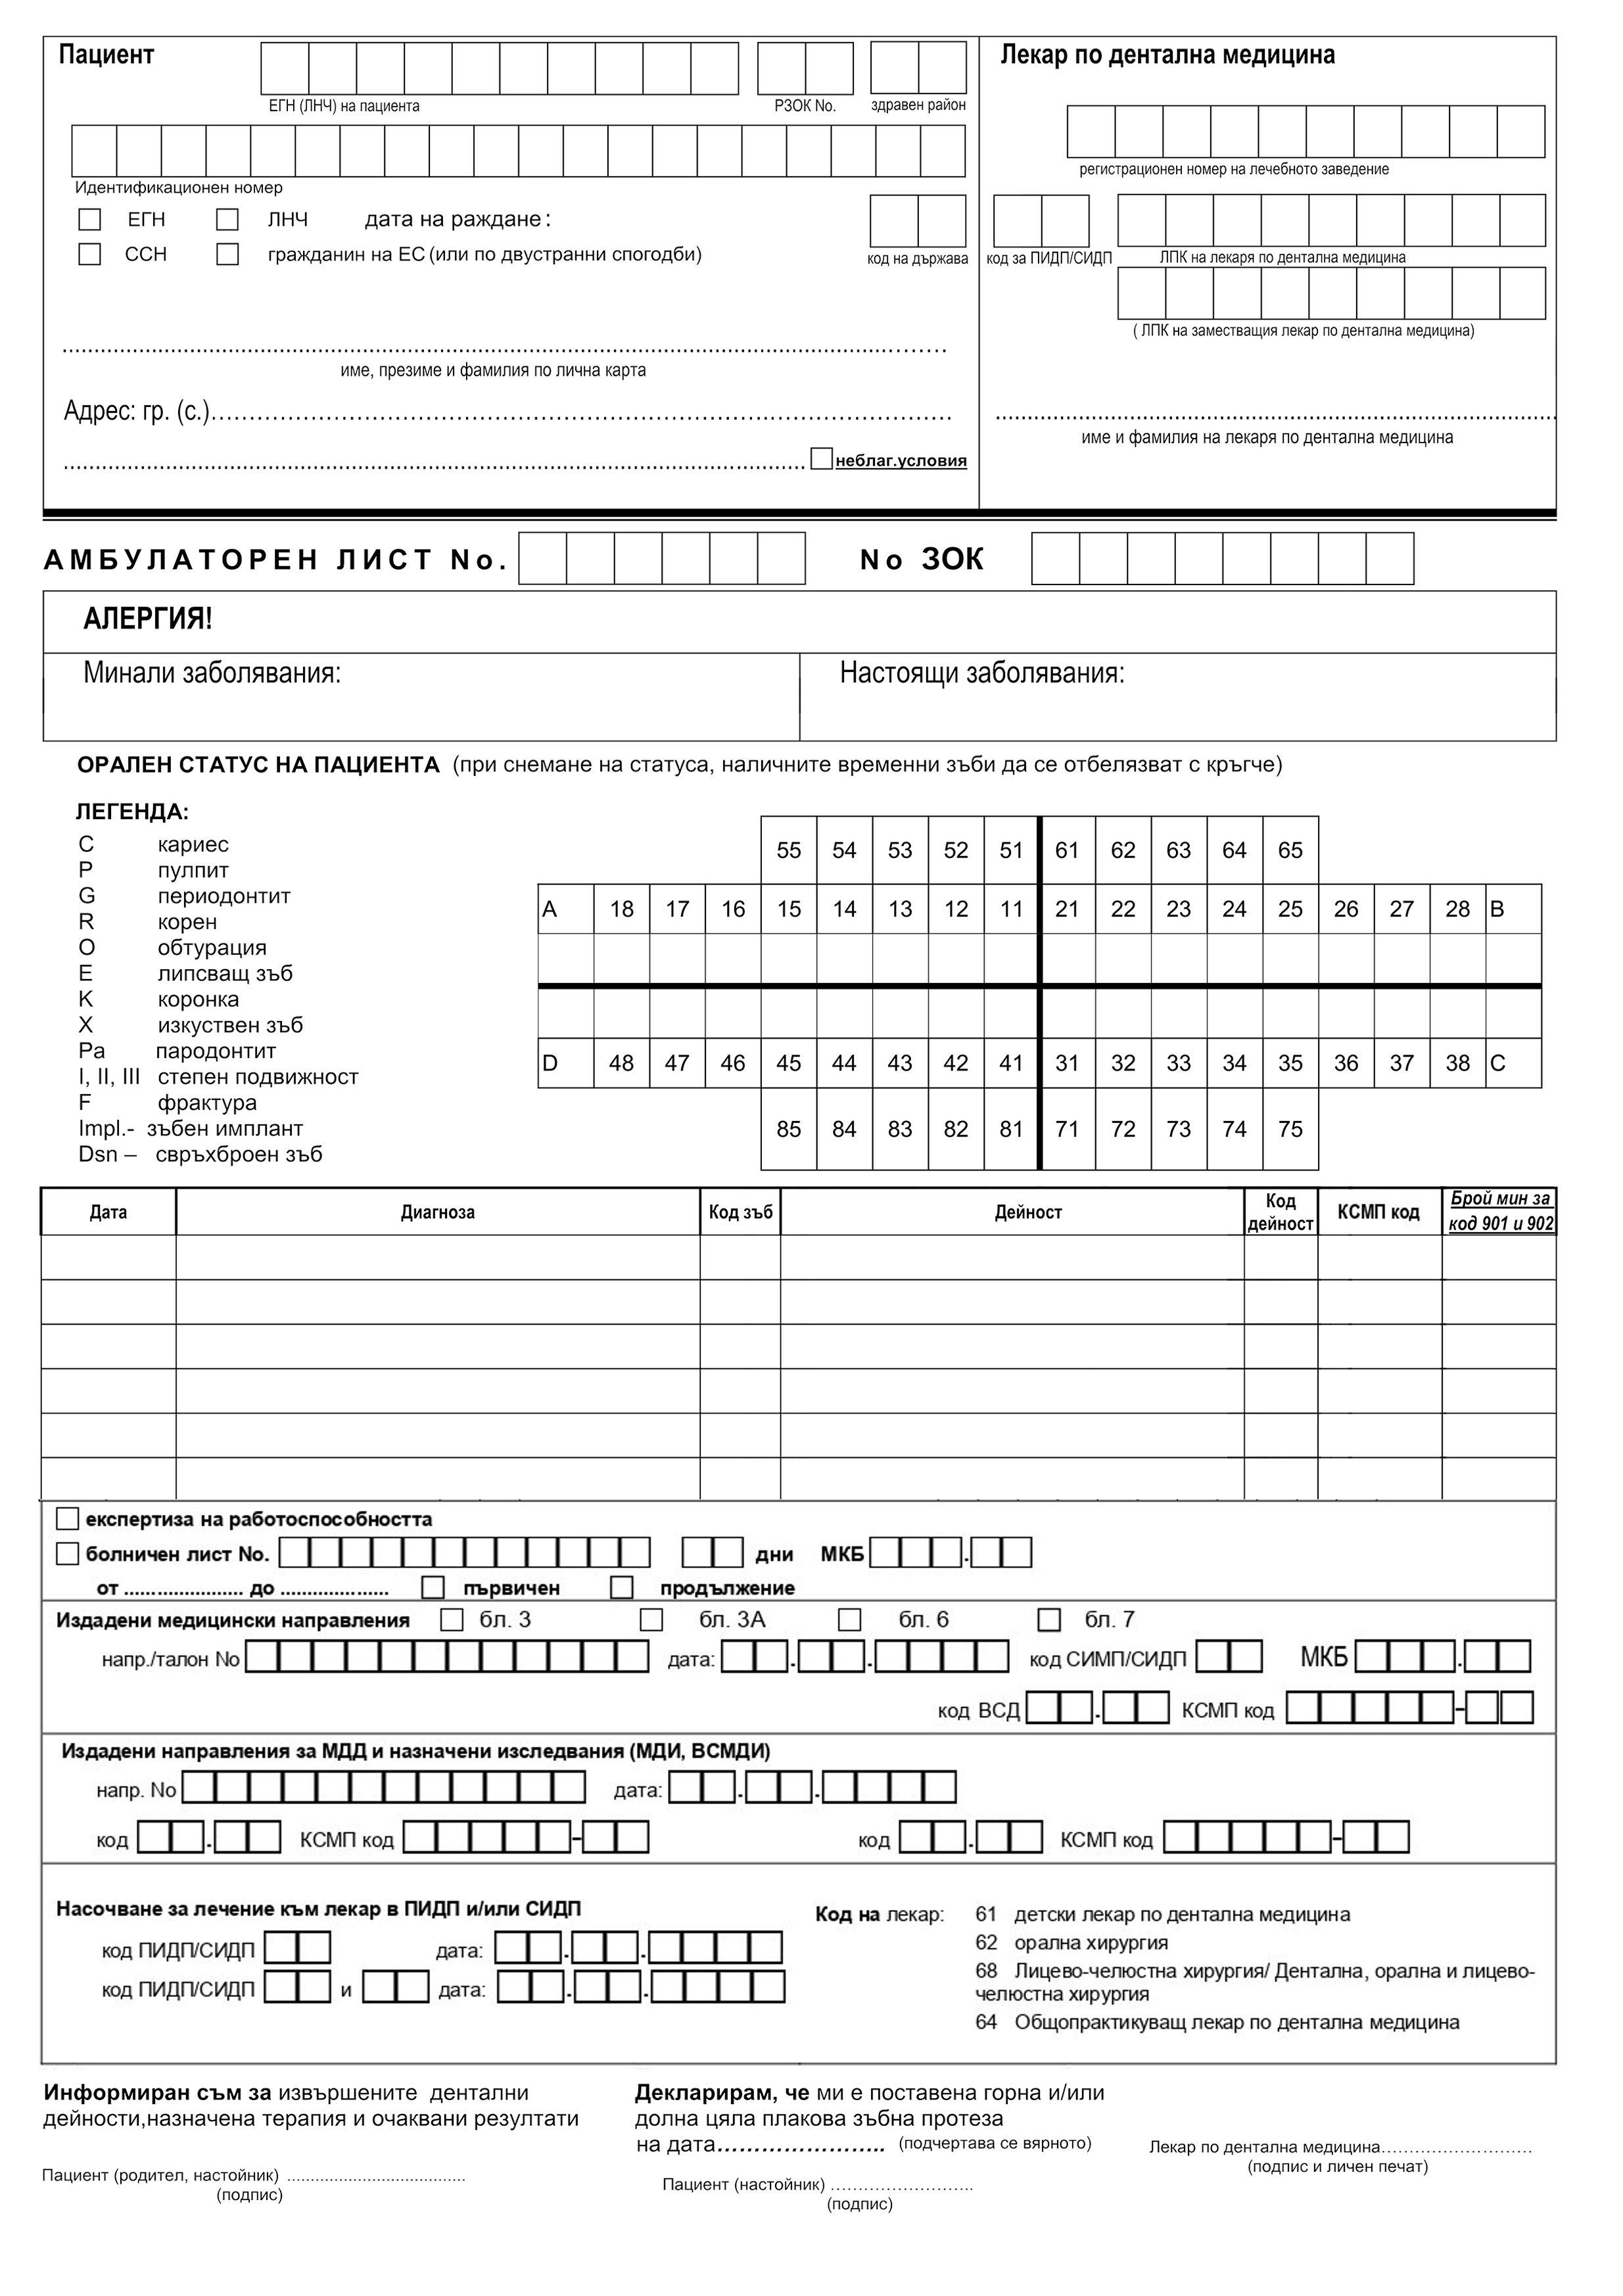 Пациент
ЕГН (ЛНЧ) на пациента
РЗОК No.
здравен район
Идентификационен номер
ЕГН ЛНЧ дата на раждане:
ССН гражданин на ЕС (или по двустранни спогодби)
код на държава
........................................................................
име, презиме и фамилия по лична карта
Адрес: гр. (с.)........................................................................
........................................................................ неблаг.условия
Лекар по дентална медицина
регистрационен номер на лечебното заведение
код за ПИДП/СИДП ЛПК на лекаря по дентална медицина
( ЛПК на заместващия лекар по дентална медицина)
........................................................................
име и фамилия на лекаря по дентална медицина
АМБУЛАТОРЕН ЛИСТ No. No ЗОК
АЛЕРГИЯ!
Минали заболявания: Настоящи заболявания:
ОРАЛЕН СТАТУС НА ПАЦИЕНТА (при снемане на статуса, наличните временни зъби да се отбелязват с кръгче)
ЛЕГЕНДА:
C кариес
P пулпит
G периодонтит
R корен
O обтурация
E липсващ зъб
K коронка
X изкуствен зъб
Pa пародонтит
I, II, III степен подвижност
F фрактура
Impl.- зъбен имплант
Dsn – свръхброен зъб
55 54 53 52 51 61 62 63 64 65
A 18 17 16 15 14 13 12 11 21 22 23 24 25 26 27 28 B
D 48 47 46 45 44 43 42 41 31 32 33 34 35 36 37 38 C
85 84 83 82 81 71 72 73 74 75
Дата Диагноза Код зъб Дейност Код дейност КСМП код Брой мин за код 901 и 902
експертиза на работоспособността
болничен лист No. дни МКБ .
от ..................... до ................... първичен продължение
Издадени медицински направления бл. 3 бл. 3А бл. 6 бл. 7
напр./талон No дата: . . код СИМП/СИДП МКБ .
код ВСД . КСМП код –
Издадени направления за МДД и назначени изследвания (МДИ, ВСМДИ)
напр. No дата: . .
код . КСМП код – код . КСМП код –
Насочване за лечение към лекар в ПИДП и/или СИДП
код ПИДП/СИДП дата: . .
код ПИДП/СИДП и дата: . .
Код на лекар: 61 детски лекар по дентална медицина
62 орална хирургия
68 Лицево-челюстна хирургия/ Дентална, орална и лицево-
челюстна хирургия
64 Общопрактикуващ лекар по дентална медицина
Информиран съм за извършените дентални
дейности,назначена терапия и очаквани резултати
Пациент (родител, настойник) ......................................
(подпис)
Декларирам, че ми е поставена горна и/или
долна цяла плакова зъбна протеза
на дата………………….. (подчертава се вярното)
Пациент (настойник) ……………………..
(подпис)
Лекар по дентална медицина………………………
(подпис и личен печат)